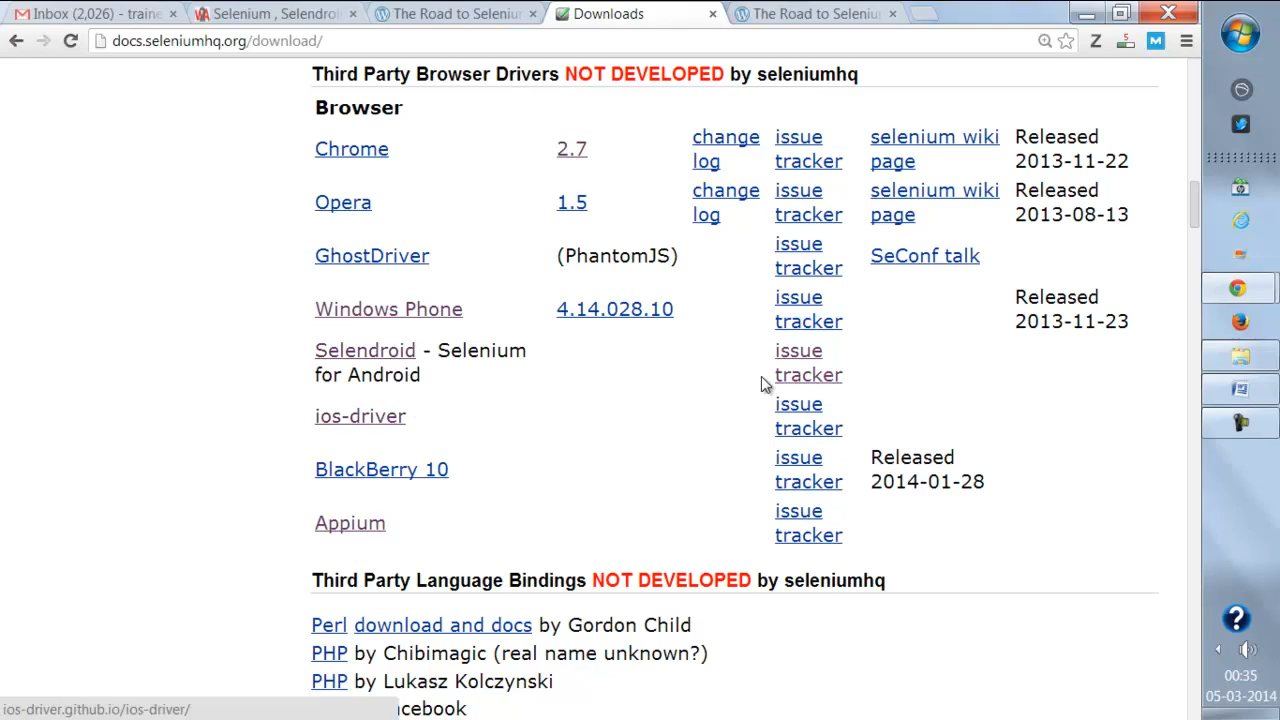 Inbox (2,026) - traine
Selenium , Selendroi
The Road to Seleniu
Downloads
The Road to Seleniu
docs.seleniumhq.org/download/
Third Party Browser Drivers NOT DEVELOPED by seleniumhq
Browser
Chrome 2.7 change log issue tracker selenium wiki page Released 2013-11-22
Opera 1.5 change log issue tracker selenium wiki page Released 2013-08-13
GhostDriver (PhantomJS) issue tracker SeConf talk
Windows Phone 4.14.028.10 issue tracker Released 2013-11-23
Selendroid - Selenium for Android issue tracker
ios-driver issue tracker
BlackBerry 10 issue tracker Released 2014-01-28
Appium issue tracker
Third Party Language Bindings NOT DEVELOPED by seleniumhq
Perl download and docs by Gordon Child
PHP by Chibimagic (real name unknown?)
PHP by Lukasz Kolczynski
cebook
ios-driver.github.io/ios-driver/
00:35
05-03-2014